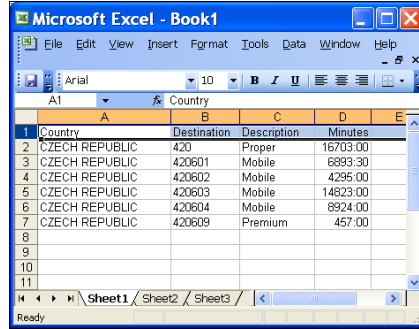 Microsoft Excel - Book1
File Edit View Insert Format Tools Data Window Help
Arial 10 B I U
A1 fx Country
A B C D E
1 Country Destination Description Minutes
2 CZECH REPUBLIC 420 Proper 16703:00
3 CZECH REPUBLIC 420601 Mobile 6893:30
4 CZECH REPUBLIC 420602 Mobile 4295:00
5 CZECH REPUBLIC 420603 Mobile 14823:00
6 CZECH REPUBLIC 420604 Mobile 8924:00
7 CZECH REPUBLIC 420609 Premium 457:00
8
9
10
11
Sheet1 Sheet2 Sheet3
Ready